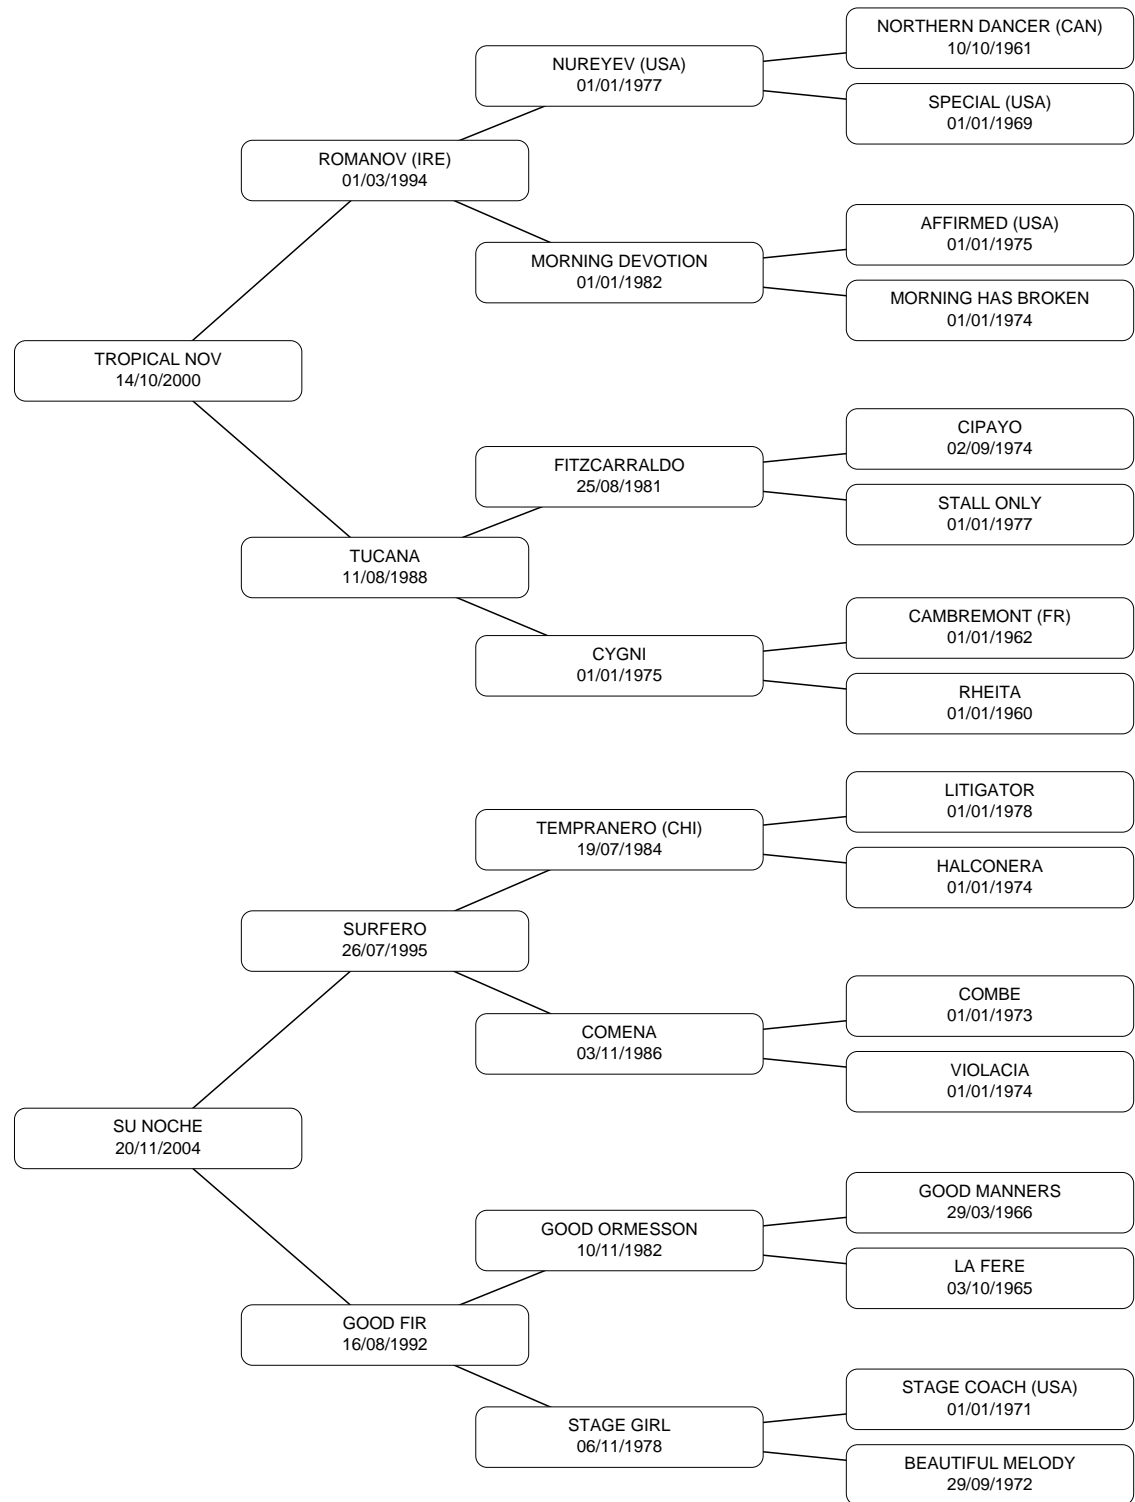 NORTHERN DANCER (CAN)
10/10/1961
NUREYEV (USA)
01/01/1977
SPECIAL (USA)
01/01/1969
ROMANOV (IRE)
01/03/1994
AFFIRMED (USA)
01/01/1975
MORNING DEVOTION
01/01/1982
MORNING HAS BROKEN
01/01/1974
TROPICAL NOV
14/10/2000
CIPAYO
02/09/1974
FITZCARRALDO
25/08/1981
STALL ONLY
01/01/1977
TUCANA
11/08/1988
CAMBREMONT (FR)
01/01/1962
CYGNI
01/01/1975
RHEITA
01/01/1960
LITIGATOR
01/01/1978
TEMPRANERO (CHI)
19/07/1984
HALCONERA
01/01/1974
SURFERO
26/07/1995
COMBE
01/01/1973
COMENA
03/11/1986
VIOLACIA
01/01/1974
SU NOCHE
20/11/2004
GOOD MANNERS
29/03/1966
GOOD ORMESSON
10/11/1982
LA FERE
03/10/1965
GOOD FIR
16/08/1992
STAGE COACH (USA)
01/01/1971
STAGE GIRL
06/11/1978
BEAUTIFUL MELODY
29/09/1972